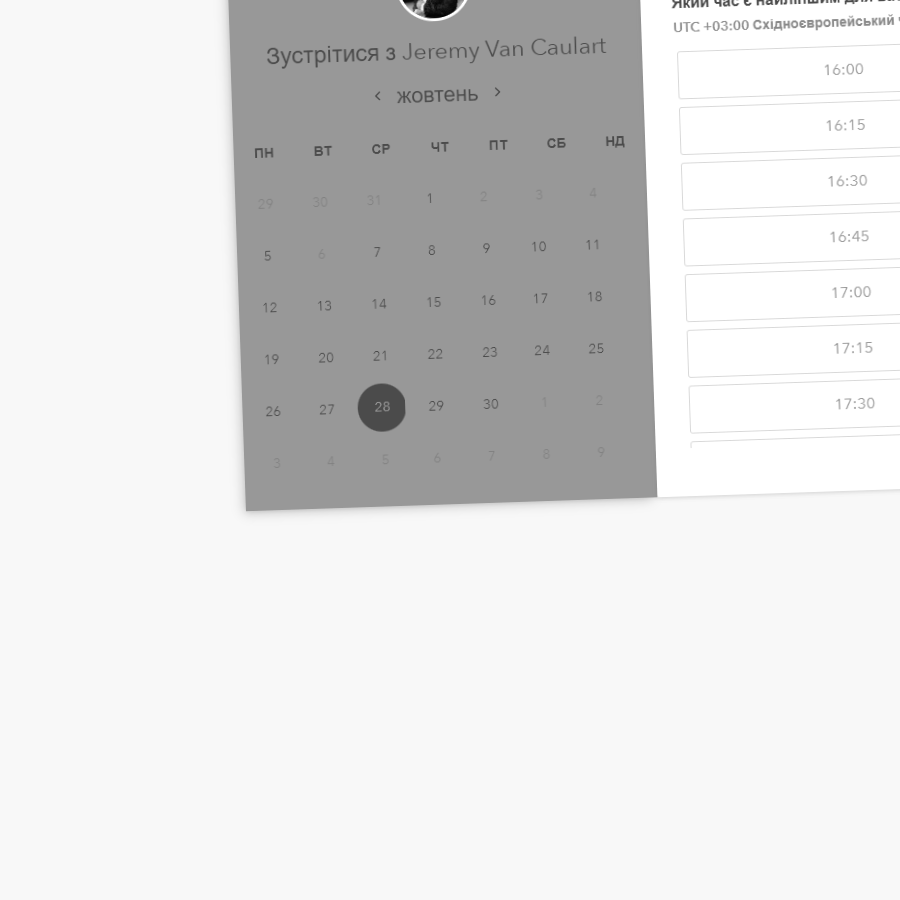 Зустрітися з Jeremy Van Caulart
‹ жовтень ›
ПН ВТ СР ЧТ ПТ СБ НД
29 30 31 1 2 3 4
5 6 7 8 9 10 11
12 13 14 15 16 17 18
19 20 21 22 23 24 25
26 27 28 29 30 1 2
3 4 5 6 7 8 9
Який час є найліпшим для
UTC +03:00 Східноєвропейський
16:00
16:15
16:30
16:45
17:00
17:15
17:30